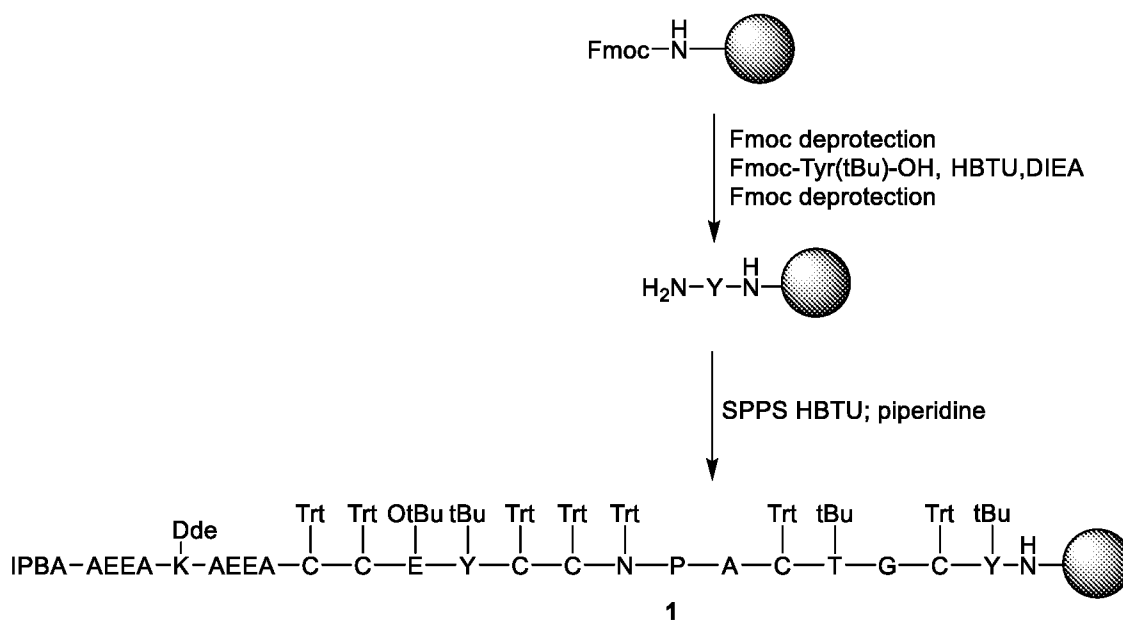 Fmoc–N
H
Fmoc deprotection
Fmoc-Tyr(tBu)-OH, HBTU,DIEA
Fmoc deprotection
H
H2N–Y–N
SPPS HBTU; piperidine
Trt Trt OtBu tBu Trt Trt Trt Trt tBu Trt tBu
Dde H
IPBA–AEEA–K–AEEA–C–C–E–Y–C–C–N–P–A–C–T–G–C–Y–N
1